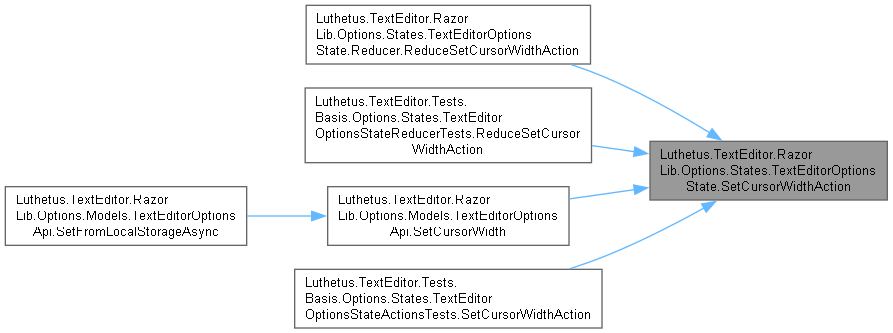 Luthetus.TextEditor.Razor
Lib.Options.States.TextEditorOptions
State.Reducer.ReduceSetCursorWidthAction
Luthetus.TextEditor.Tests.
Basis.Options.States.TextEditor
OptionsStateReducerTests.ReduceSetCursor
WidthAction
Luthetus.TextEditor.Razor
Lib.Options.States.TextEditorOptions
State.SetCursorWidthAction
Luthetus.TextEditor.Razor
Lib.Options.Models.TextEditorOptions
Api.SetFromLocalStorageAsync
Luthetus.TextEditor.Razor
Lib.Options.Models.TextEditorOptions
Api.SetCursorWidth
Luthetus.TextEditor.Tests.
Basis.Options.States.TextEditor
OptionsStateActionsTests.SetCursorWidthAction